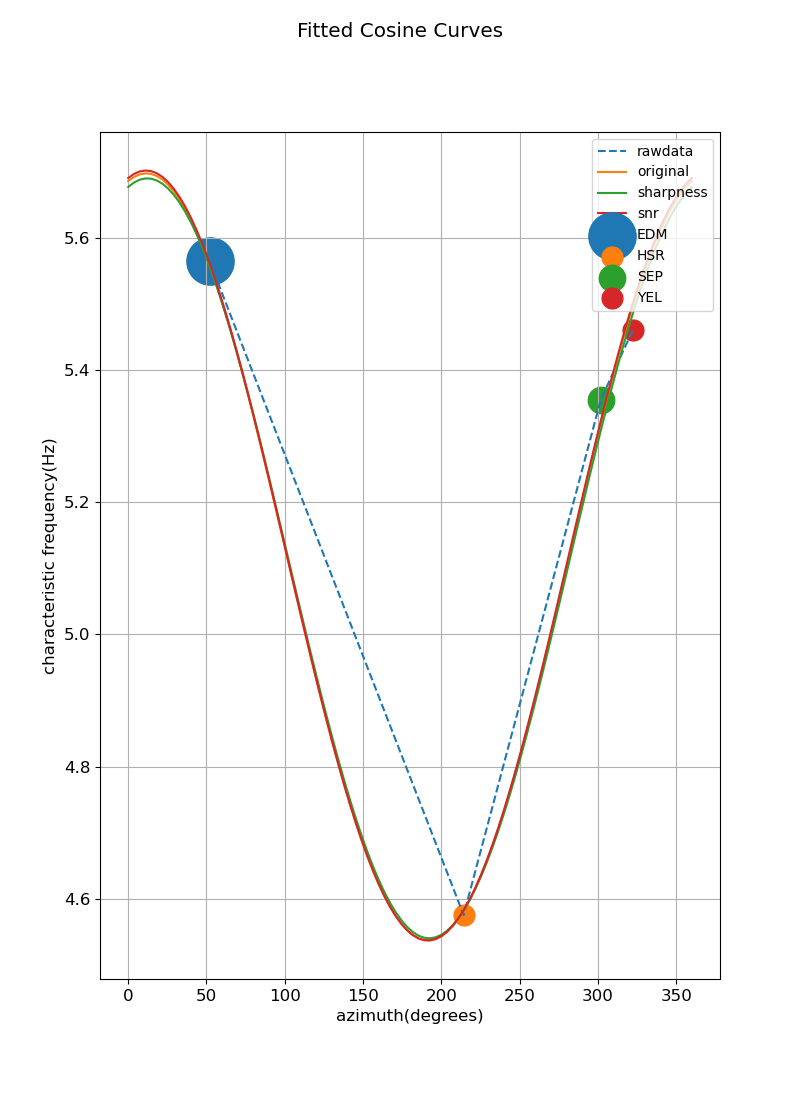 Fitted Cosine Curves
rawdata
original
sharpness
snr
EDM
HSR
SEP
YEL
5.6
5.4
5.2
5.0
4.8
4.6
characteristic frequency(Hz)
0 50 100 150 200 250 300 350
azimuth(degrees)